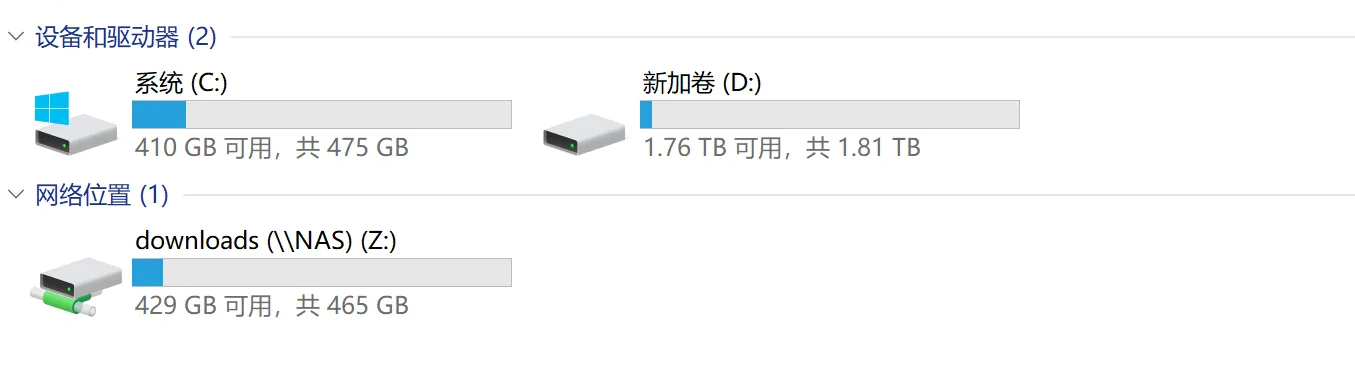 设备和驱动器 (2)
系统 (C:)
410 GB 可用，共 475 GB
新加卷 (D:)
1.76 TB 可用，共 1.81 TB
网络位置 (1)
downloads (\\NAS) (Z:)
429 GB 可用，共 465 GB